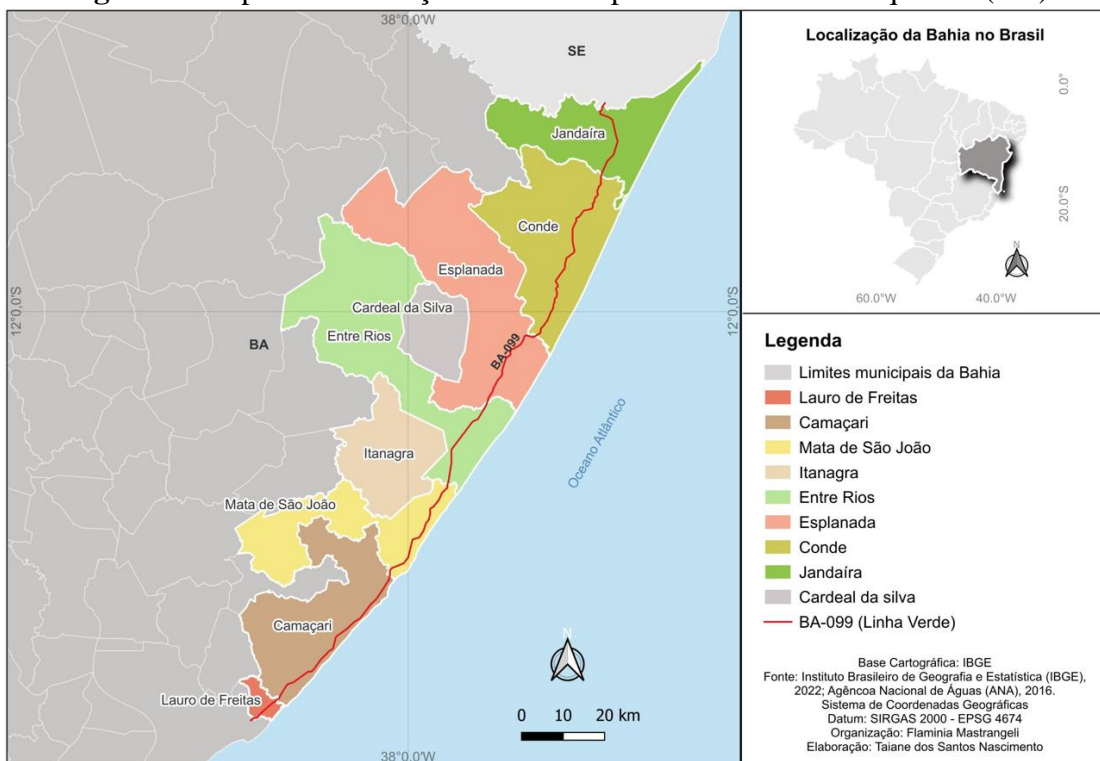 38°0,0'W
SE
Jandaíra
Conde
Esplanada
Cardeal da Silva
12°0,0'S
12°0,0'S
Entre Rios
BA
BA-099
Oceano Atlântico
Itanagra
Mata de São João
Camaçari
Lauro de Freitas
N
0 10 20 km
38°0,0'W
Localização da Bahia no Brasil
0.0°
20.0°S
N
60.0°W 40.0°W
Legenda
Limites municipais da Bahia
Lauro de Freitas
Camaçari
Mata de São João
Itanagra
Entre Rios
Esplanada
Conde
Jandaíra
Cardeal da silva
BA-099 (Linha Verde)
Base Cartográfica: IBGE
Fonte: Instituto Brasileiro de Geografia e Estatística (IBGE),
2022; Agêncoa Nacional de Águas (ANA), 2016.
Sistema de Coordenadas Geográficas
Datum: SIRGAS 2000 - EPSG 4674
Organização: Flaminia Mastrangeli
Elaboração: Taiane dos Santos Nascimento